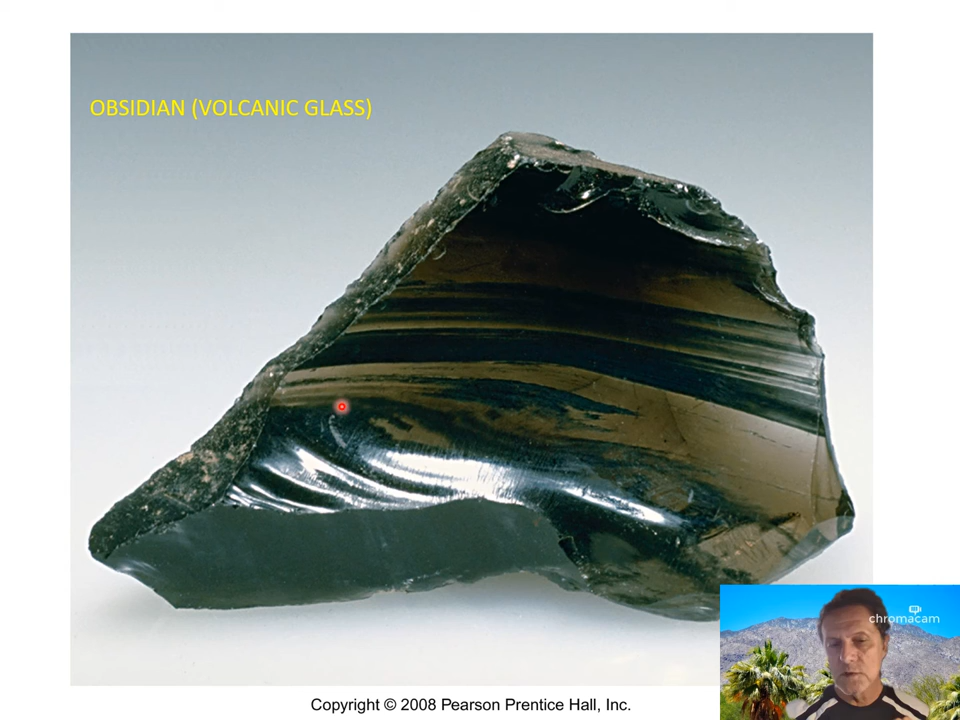 OBSIDIAN (VOLCANIC GLASS)
chromacam
Copyright © 2008 Pearson Prentice Hall, Inc.